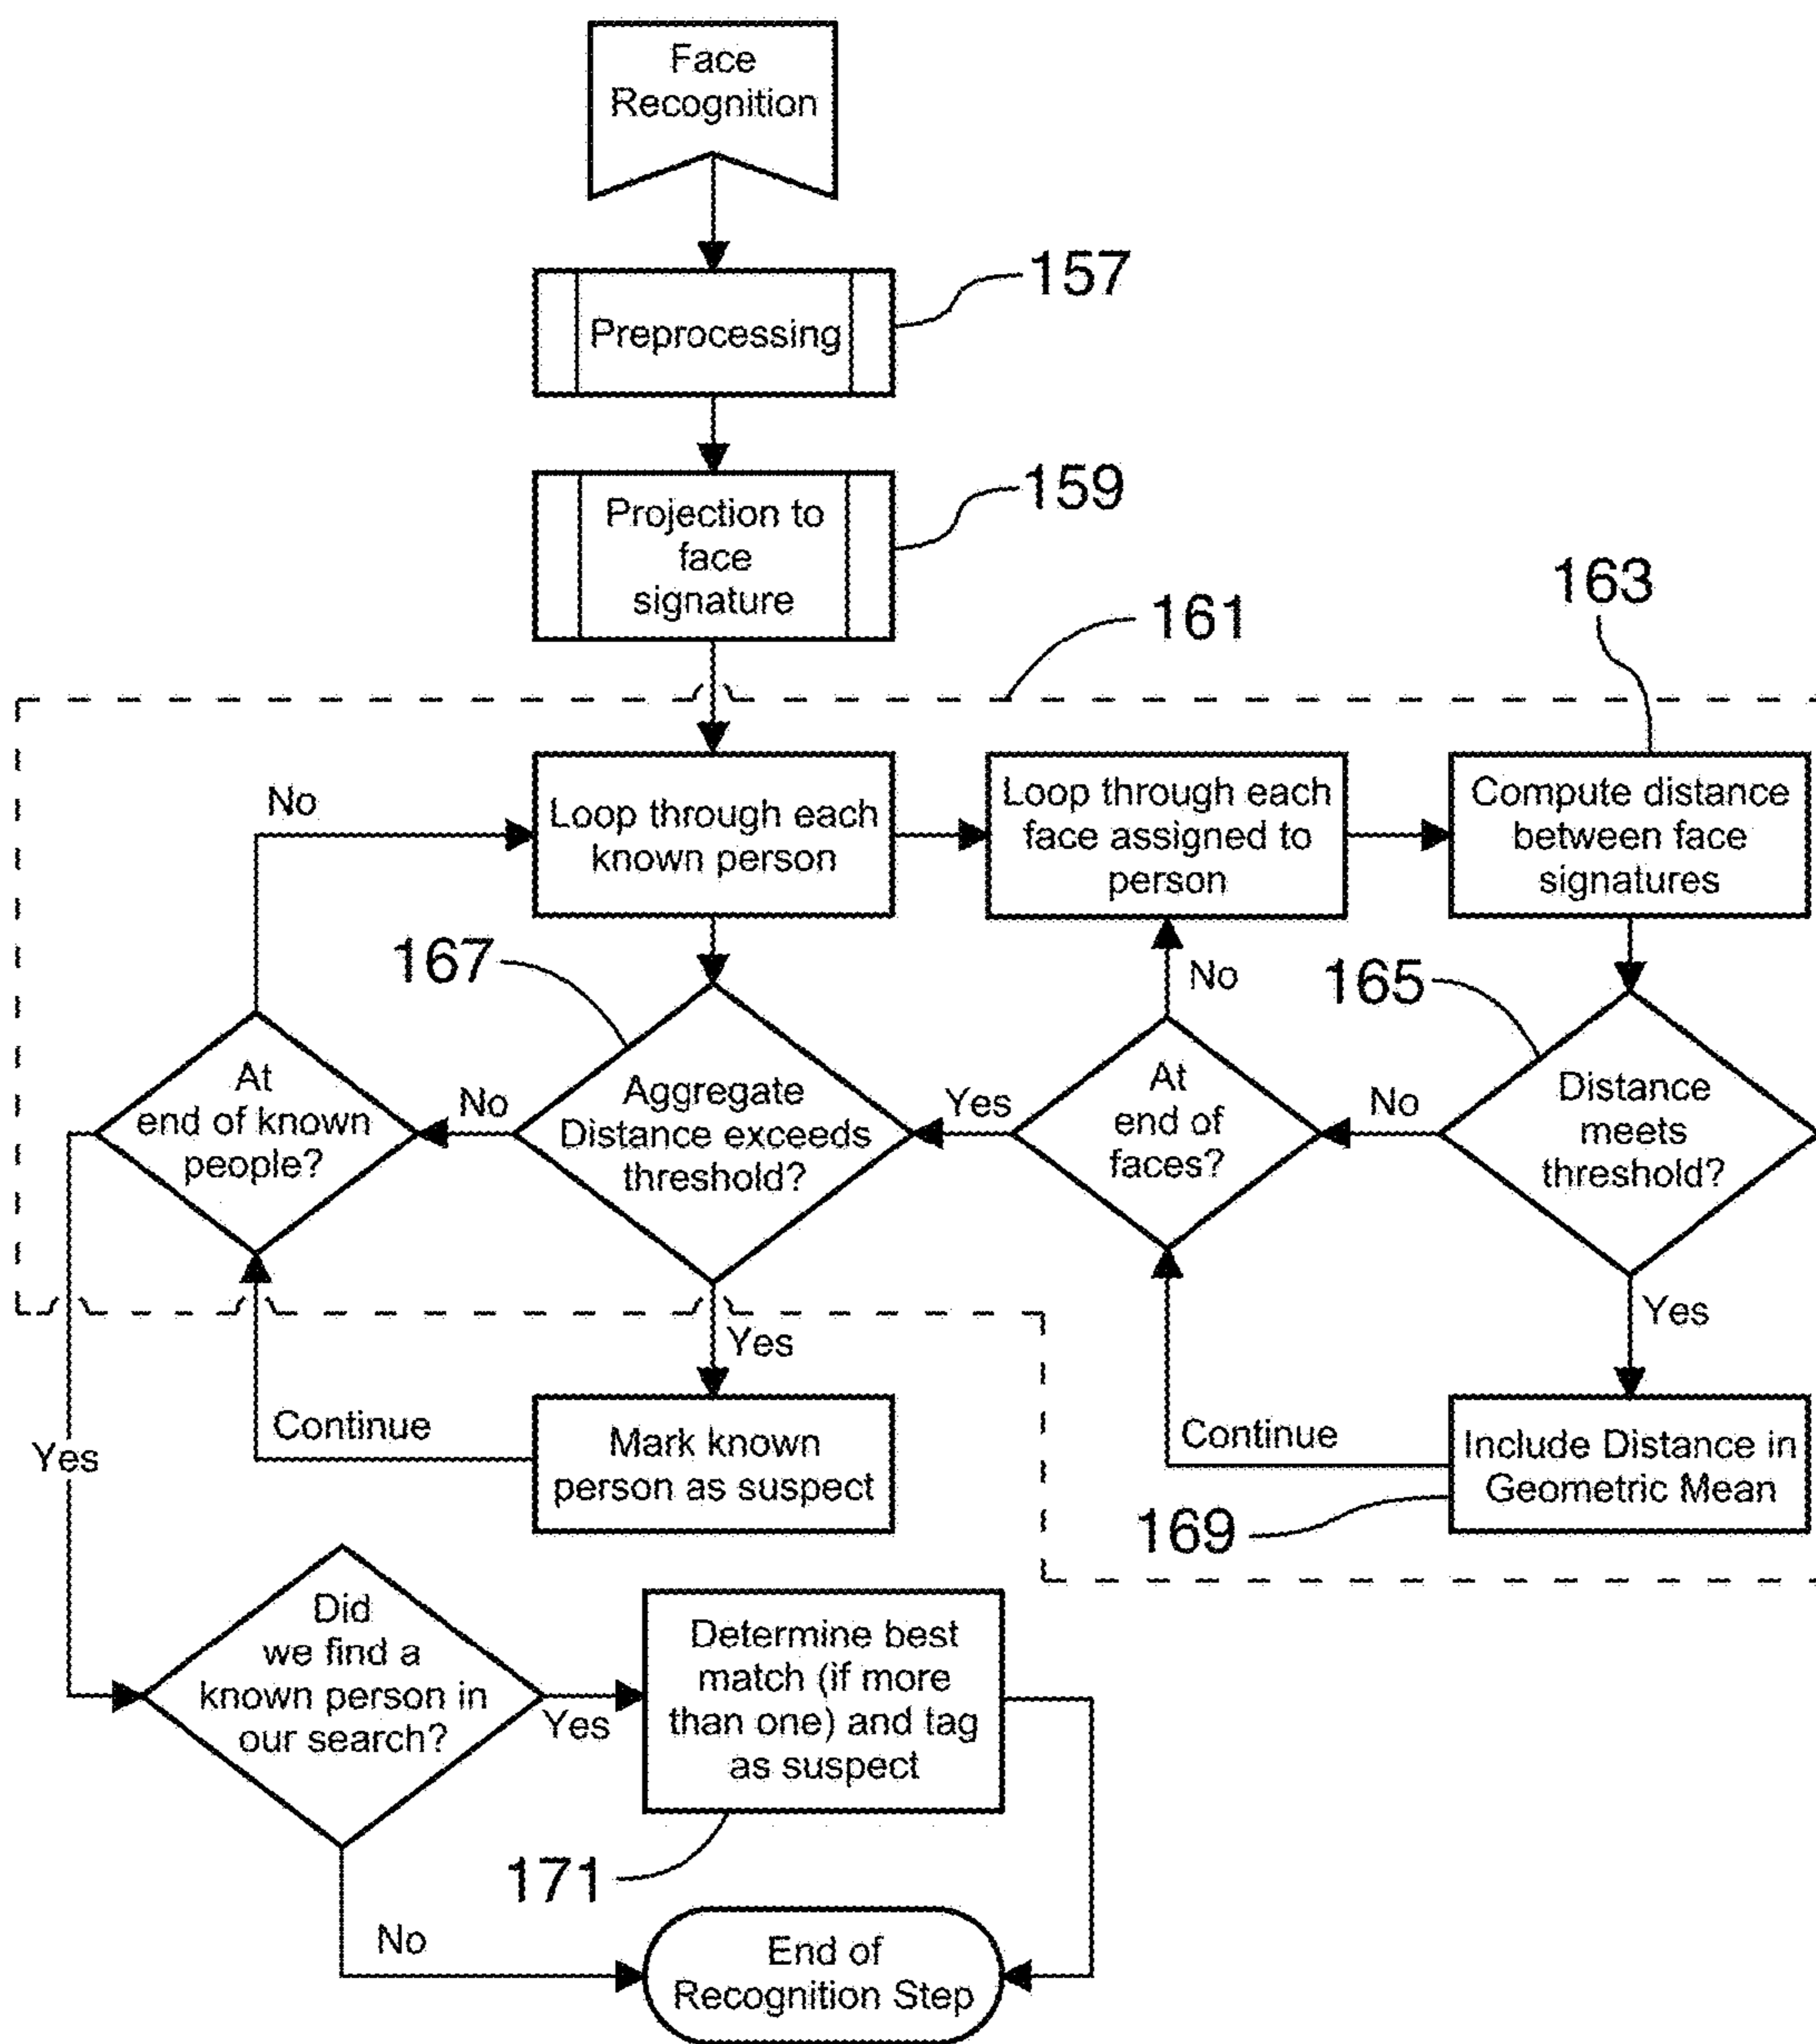 Face
Recognition
157
Preprocessing
159
Projection to
face
signature
161
163
Loop through each
known person
Loop through each
face assigned to
person
Compute distance
between face
signatures
No
167
No
165
At
end of known
people?
No
Aggregate
Distance exceeds
threshold?
Yes
At
end of
faces?
No
Distance
meets
threshold?
Yes
Yes
Yes
Continue
Mark known
person as suspect
Continue
Include Distance in
Geometric Mean
169
Did
we find a
known person in
our search?
Yes
Determine best
match (if more
than one) and tag
as suspect
171
No
End of
Recognition Step